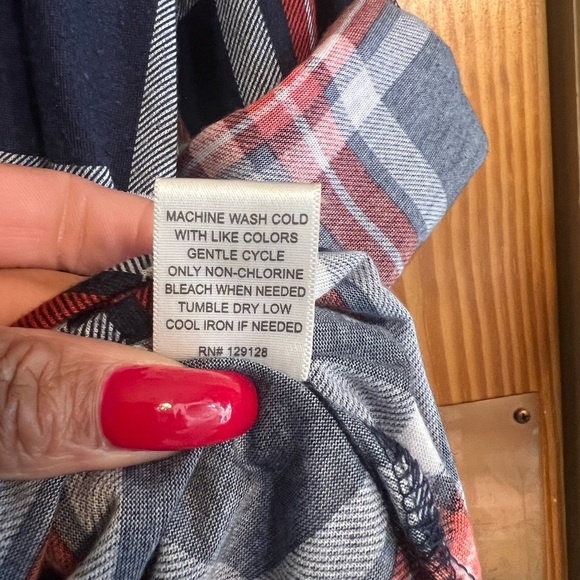 MACHINE WASH COLD
WITH LIKE COLORS
GENTLE CYCLE
ONLY NON-CHLORINE
BLEACH WHEN NEEDED
TUMBLE DRY LOW
COOL IRON IF NEEDED
RN# 129128